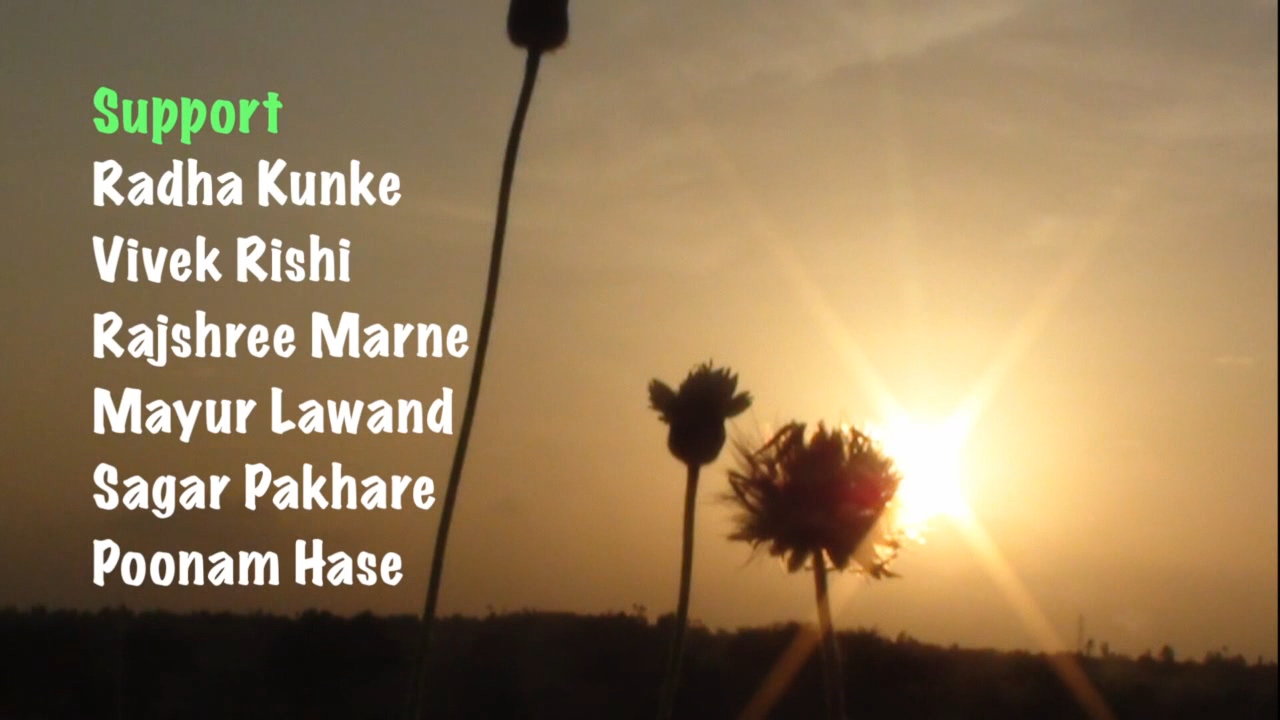 Support
Radha Kunke
Vivek Rishi
Rajshree Marne
Mayur Lawand
Sagar Pakhare
Poonam Hase